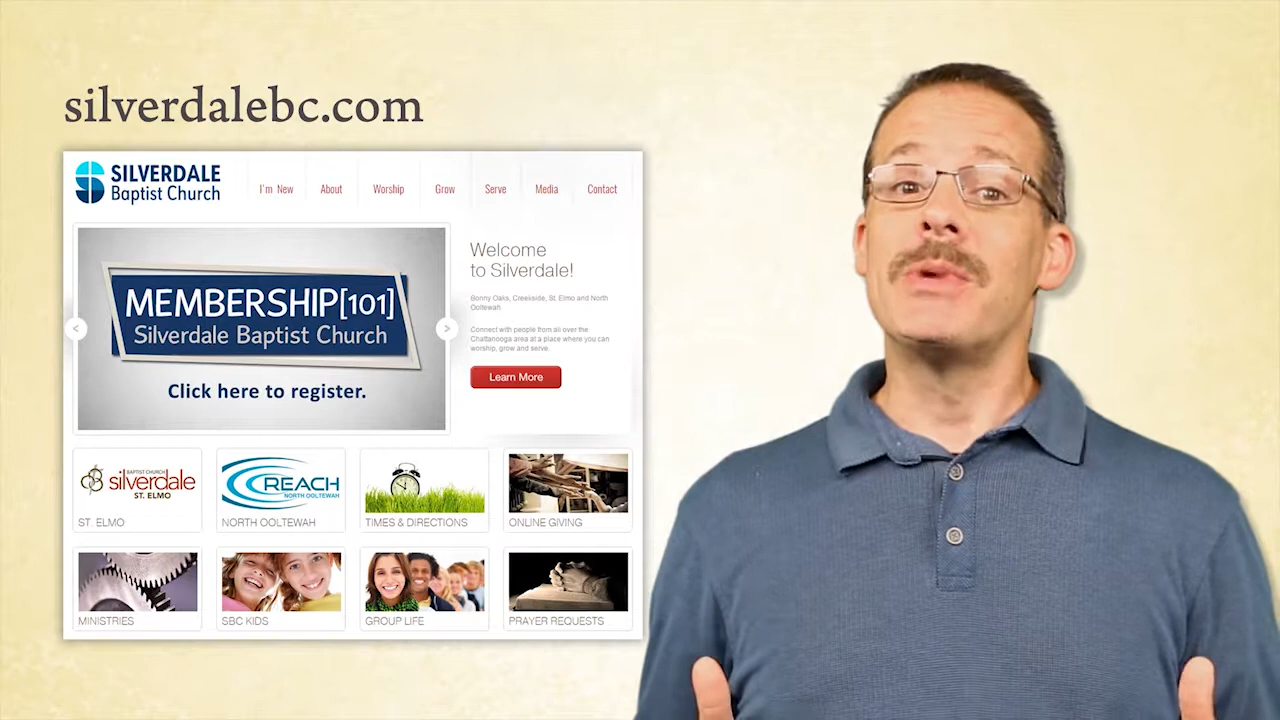 silverdalebc.com
SILVERDALE
Baptist Church
I'm New
About
Worship
Grow
Serve
Media
Contact
MEMBERSHIP[101]
Silverdale Baptist Church
Click here to register.
Welcome
to Silverdale!
Bonny Oaks, Creekside, St. Elmo and North
Ooltewah
Connect with people from all over the
Chattanooga area at a place where you can
worship, grow and serve.
Learn More
BAPTIST CHURCH
silverdale
ST. ELMO
ST. ELMO
REACH
NORTH OOLTEWAH
NORTH OOLTEWAH
TIMES & DIRECTIONS
ONLINE GIVING
MINISTRIES
SBC KIDS
GROUP LIFE
PRAYER REQUESTS